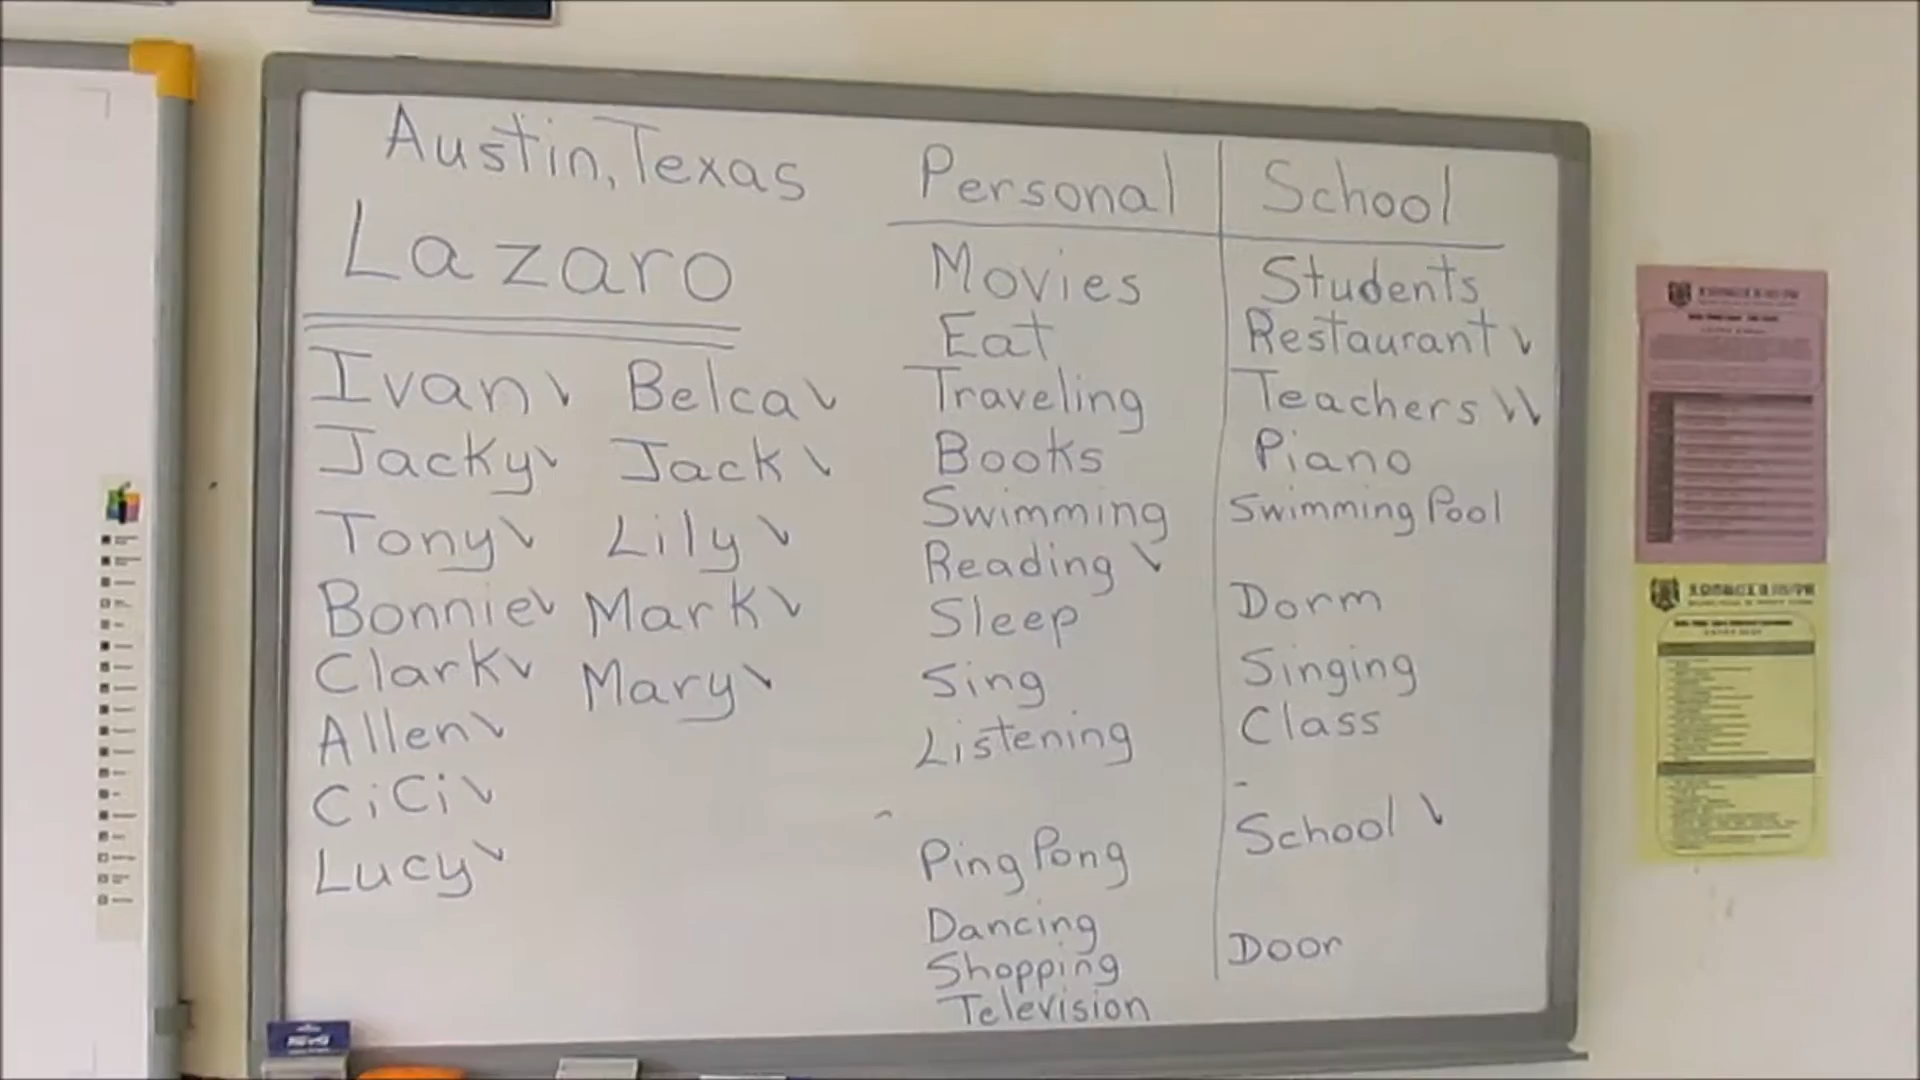 Austin, Texas
Lazaro
Ivan ✓ Belca ✓
Jacky ✓ Jack ✓
Tony ✓ Lily ✓
Bonnie ✓ Mark ✓
Clark ✓ Mary ✓
Allen ✓
CiCi ✓
Lucy ✓
Personal
Movies
Eat
Traveling
Books
Swimming
Reading ✓
Sleep
Sing
Listening
Ping Pong
Dancing
Shopping
Television
School
Students
Restaurant ✓
Teachers ✓✓
Piano
Swimming Pool
Dorm
Singing
Class
School ✓
Door